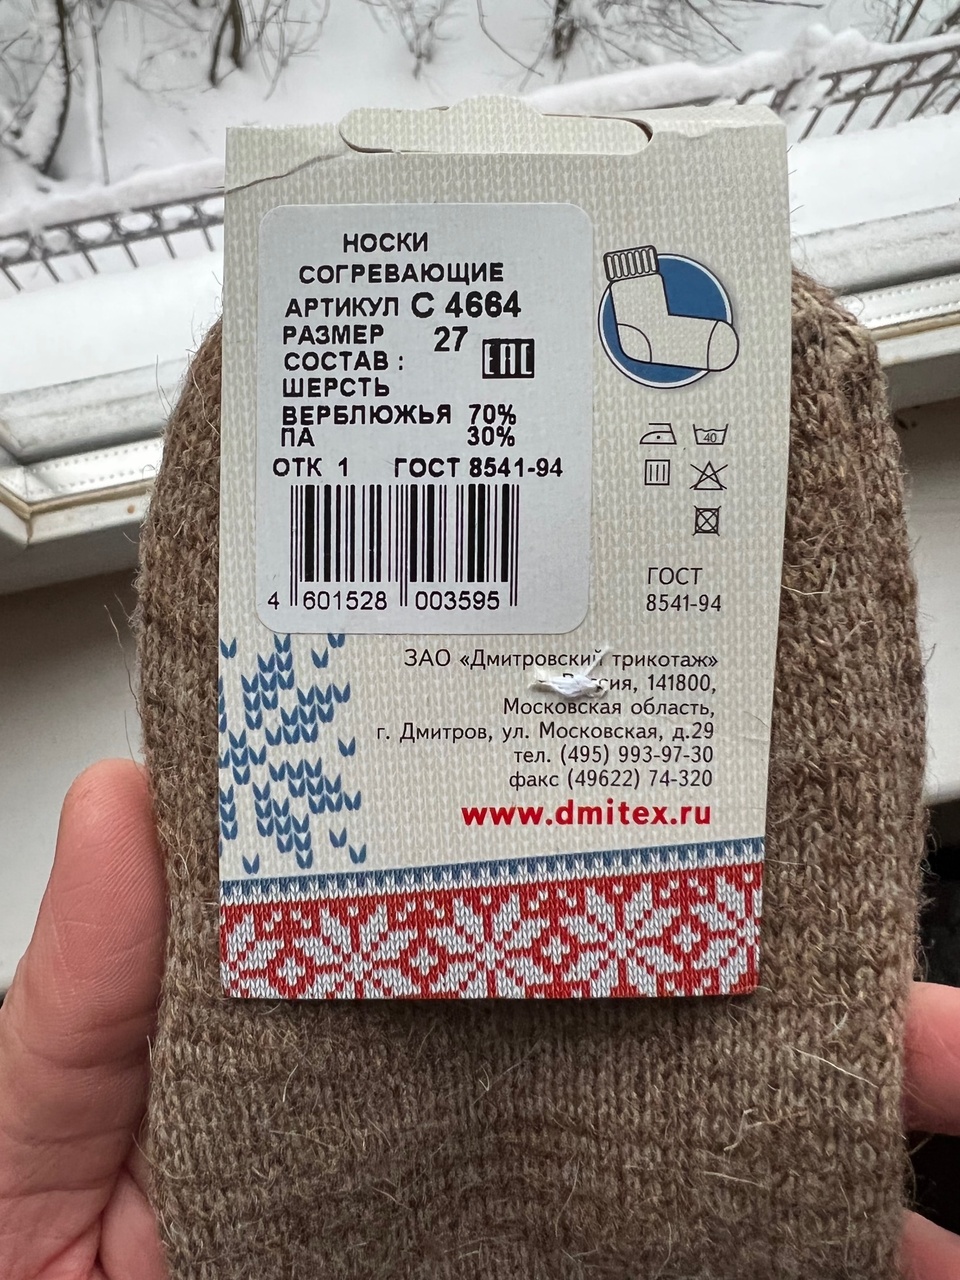 НОСКИ
СОГРЕВАЮЩИЕ
АРТИКУЛ С 4664
РАЗМЕР 27
СОСТАВ :
EAC
ШЕРСТЬ
ВЕРБЛЮЖЬЯ 70%
ПА 30%
ОТК 1 ГОСТ 8541-94
4 601528 003595
40
ГОСТ
8541-94
ЗАО «Дмитровский трикотаж»
Россия, 141800,
Московская область,
г. Дмитров, ул. Московская, д.29
тел. (495) 993-97-30
факс (49622) 74-320
www.dmitex.ru